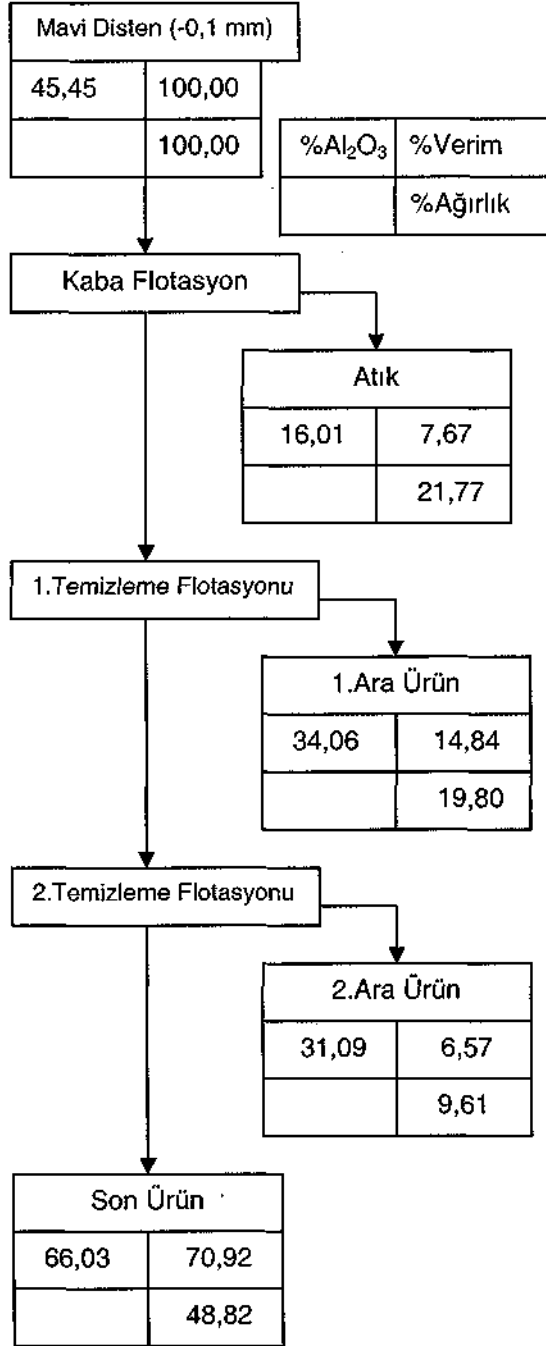 Mavi Disten (-0,1 mm)
45,45 100,00
100,00
%Al₂O₃ %Verim
%Ağırlık
Kaba Flotasyon
Atık
16,01 7,67
21,77
1.Temizleme Flotasyonu
1.Ara Ürün
34,06 14,84
19,80
2.Temizleme Flotasyonu
2.Ara Ürün
31,09 6,57
9,61
Son Ürün
66,03 70,92
48,82